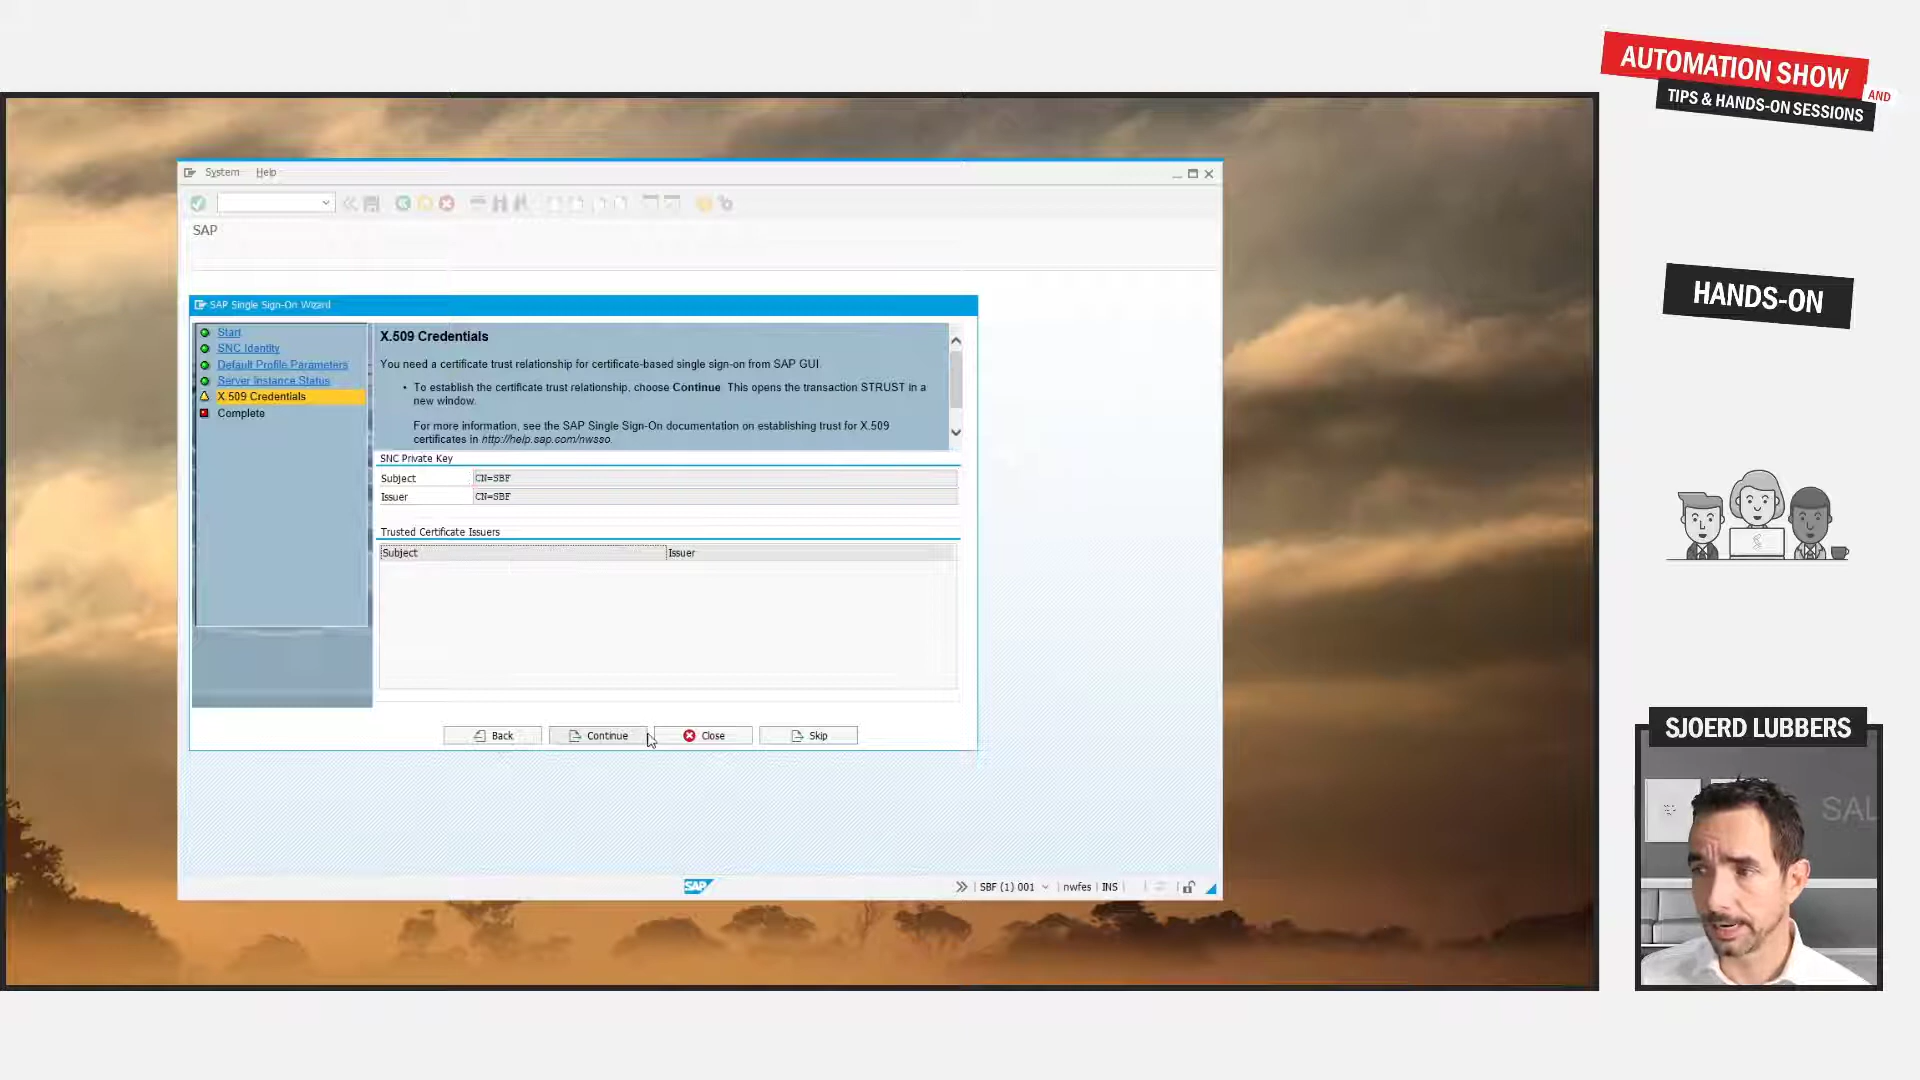 AUTOMATION SHOW
AND
TIPS & HANDS-ON SESSIONS
System Help
SAP
HANDS-ON
SAP Single Sign-On Wizard
Start
SNC Identity
Default Profile Parameters
Server Instance Status
X.509 Credentials
Complete
X.509 Credentials
You need a certificate trust relationship for certificate-based single sign-on from SAP GUI.
• To establish the certificate trust relationship, choose Continue. This opens the transaction STRUST in a
new window.
For more information, see the SAP Single Sign-On documentation on establishing trust for X.509
certificates in http://help.sap.com/nwsso.
SNC Private Key
Subject CN=SBF
Issuer CN=SBF
Trusted Certificate Issuers
Subject Issuer
Back Continue Close Skip
SAP
SBF (1) 001 nwfes INS
SJOERD LUBBERS
SAL